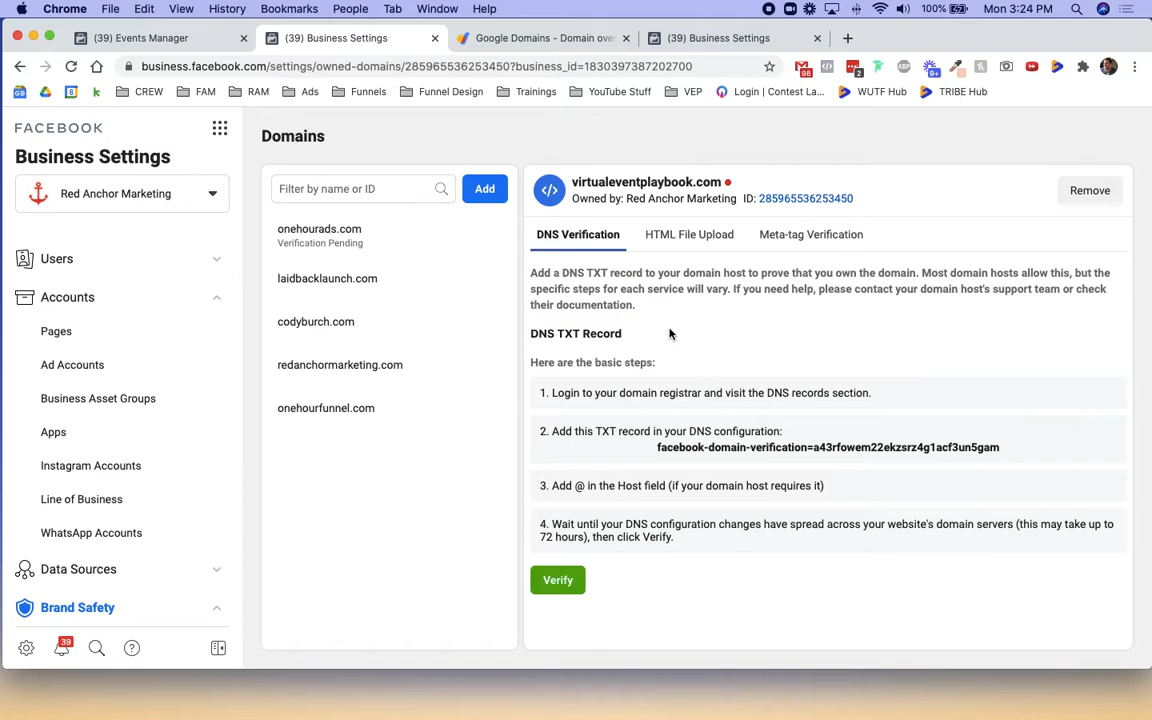 Chrome File Edit View History Bookmarks People Tab Window Help 100% Mon 3:24 PM
(39) Events Manager (39) Business Settings Google Domains - Domain over (39) Business Settings
business.facebook.com/settings/owned-domains/285965536253450?business_id=1830397387202700 98 2 9+
8 k CREW FAM RAM Ads Funnels Funnel Design Trainings YouTube Stuff VEP Login | Contest La... WUTF Hub TRIBE Hub
FACEBOOK
Business Settings
Red Anchor Marketing
Users
Accounts
Pages
Ad Accounts
Business Asset Groups
Apps
Instagram Accounts
Line of Business
WhatsApp Accounts
Data Sources
Brand Safety
39
Domains
Filter by name or ID Add
onehourads.com
Verification Pending
laidbacklaunch.com
codyburch.com
redanchormarketing.com
onehourfunnel.com
virtualeventplaybook.com
Owned by: Red Anchor Marketing ID: 285965536253450
Remove
DNS Verification HTML File Upload Meta-tag Verification
Add a DNS TXT record to your domain host to prove that you own the domain. Most domain hosts allow this, but the
specific steps for each service will vary. If you need help, please contact your domain host's support team or check
their documentation.
DNS TXT Record
Here are the basic steps:
1. Login to your domain registrar and visit the DNS records section.
2. Add this TXT record in your DNS configuration:
facebook-domain-verification=a43rfowem22ekzsrz4g1acf3un5gam
3. Add @ in the Host field (if your domain host requires it)
4. Wait until your DNS configuration changes have spread across your website's domain servers (this may take up to
72 hours), then click Verify.
Verify